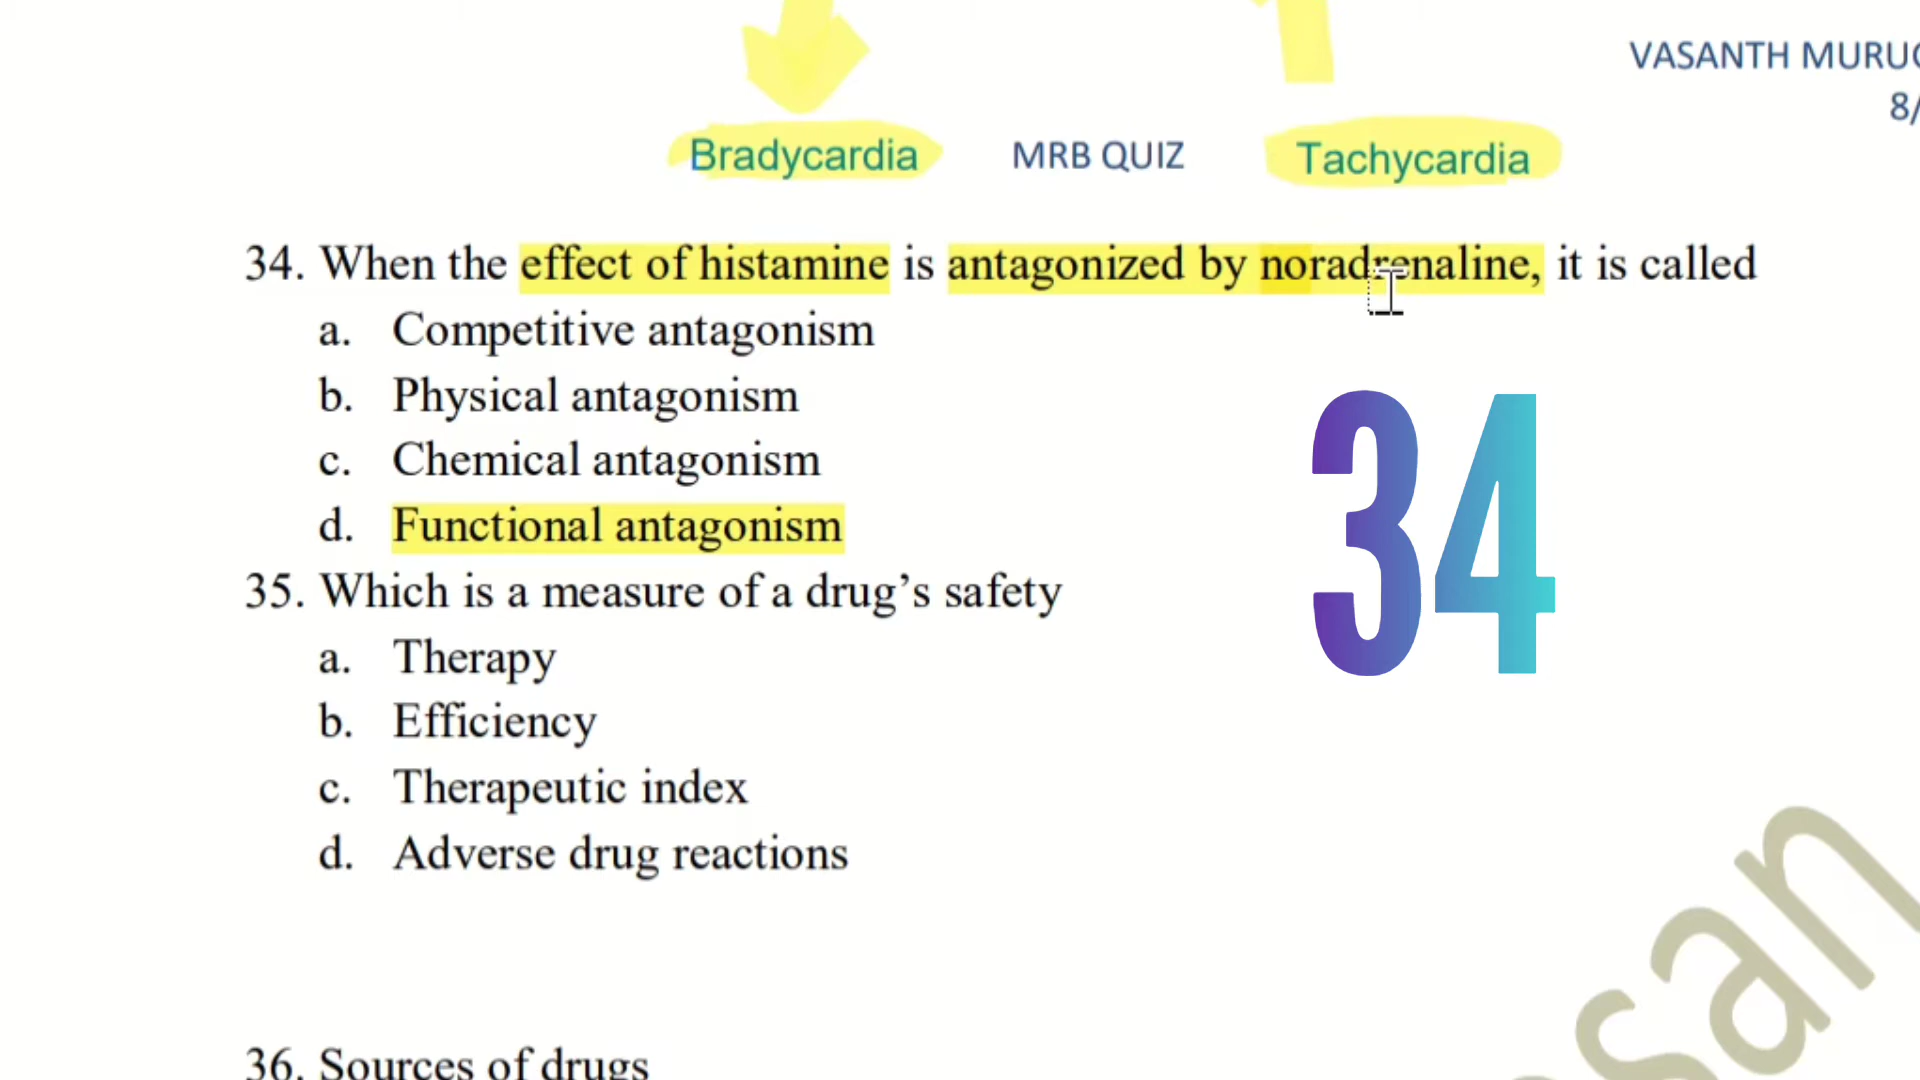 VASANTH MURUG
8/
Bradycardia MRB QUIZ Tachycardia
34. When the effect of histamine is antagonized by noradrenaline, it is called
a. Competitive antagonism
b. Physical antagonism
c. Chemical antagonism
d. Functional antagonism
34
35. Which is a measure of a drug’s safety
a. Therapy
b. Efficiency
c. Therapeutic index
d. Adverse drug reactions
36. Sources of drugs
san